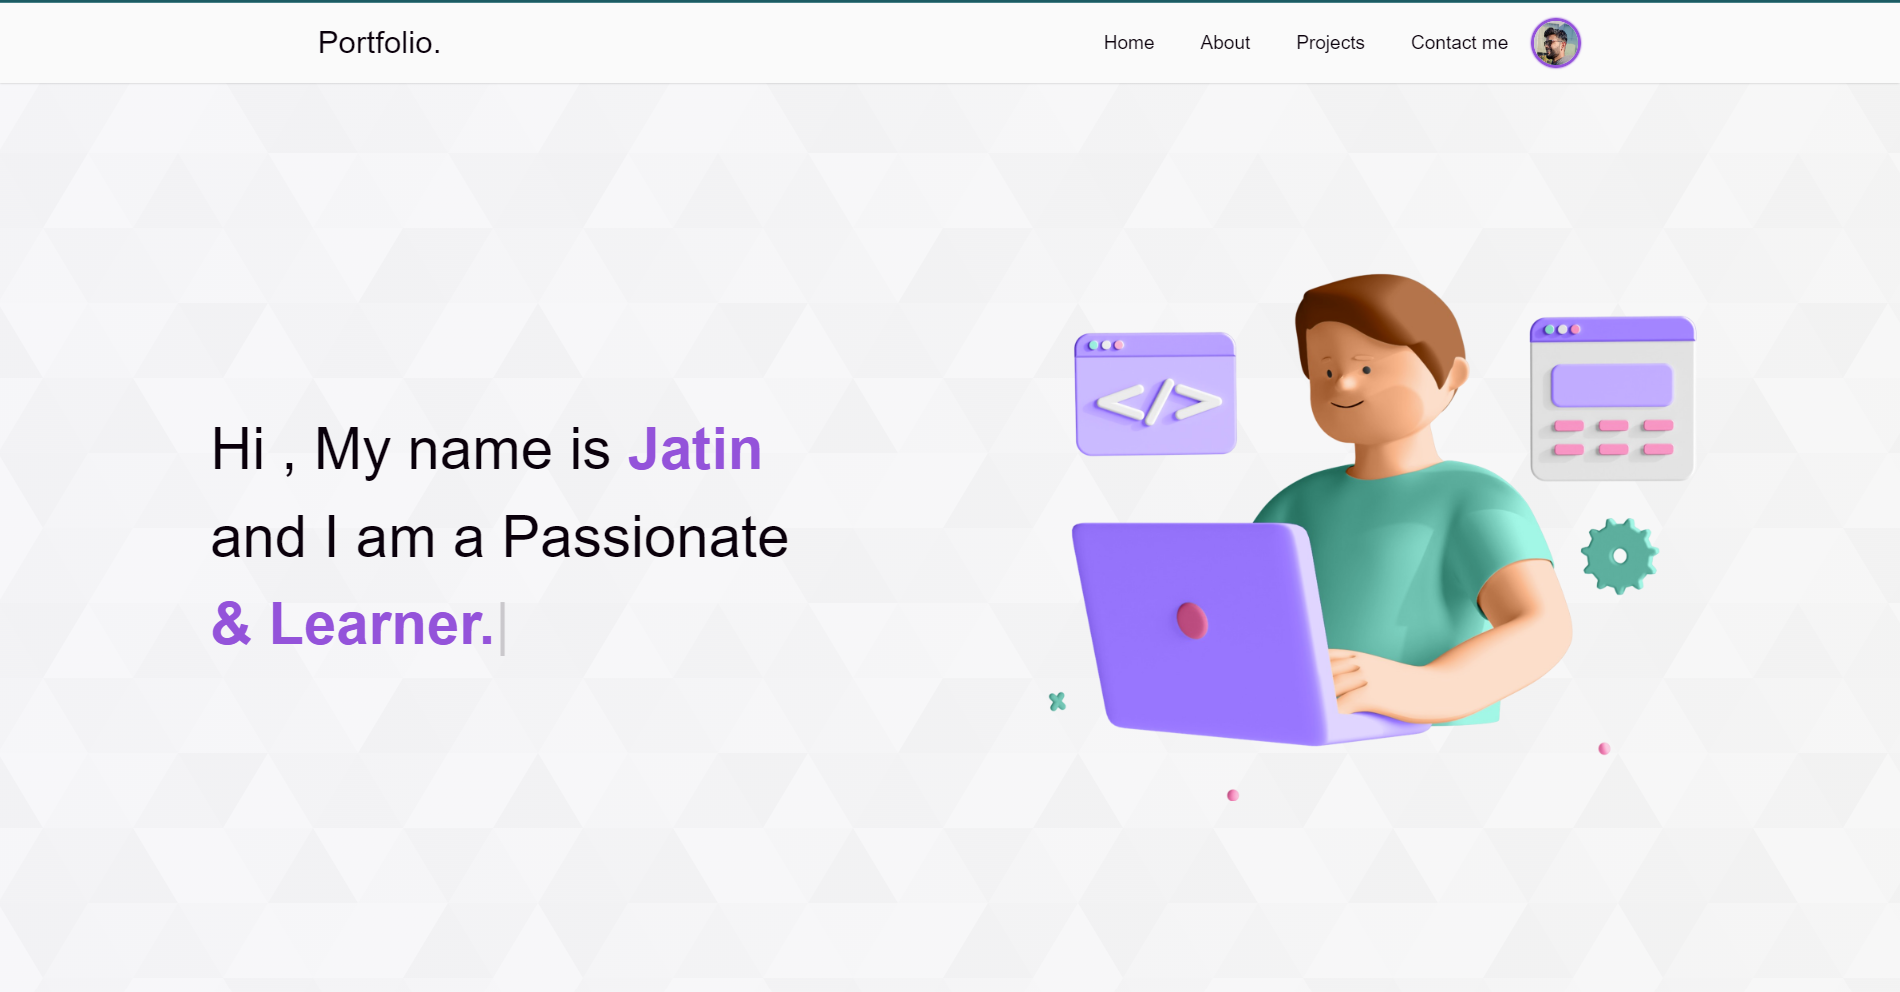 Portfolio.
Home About Projects Contact me
</>
Hi , My name is Jatin
and I am a Passionate
& Learner.